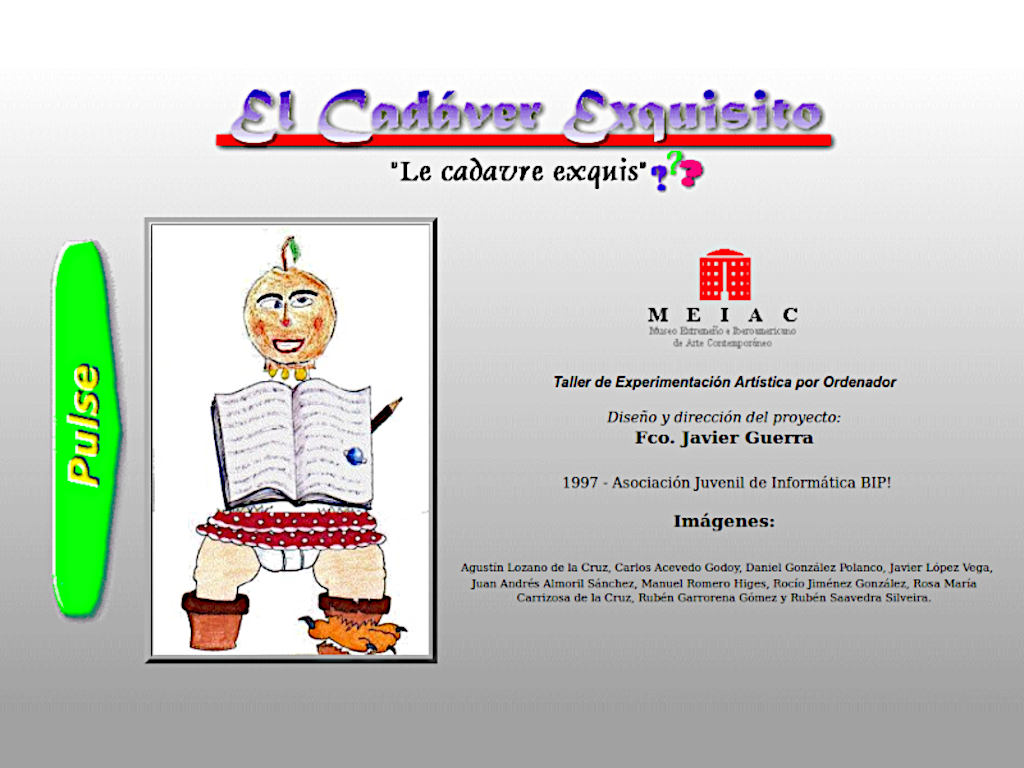 El Cadáver Exquisito
"Le cadavre exquis"???
Pulse
M E I A C
Museo Extremeño e Iberoamericano
de Arte Contemporáneo
Taller de Experimentación Artística por Ordenador
Diseño y dirección del proyecto:
Fco. Javier Guerra
1997 - Asociación Juvenil de Informática BIP!
Imágenes:
Agustín Lozano de la Cruz, Carlos Acevedo Godoy, Daniel González Polanco, Javier López Vega,
Juan Andrés Almoril Sánchez, Manuel Romero Higes, Rocío Jiménez González, Rosa María
Carrizosa de la Cruz, Rubén Garrorena Gómez y Rubén Saavedra Silveira.